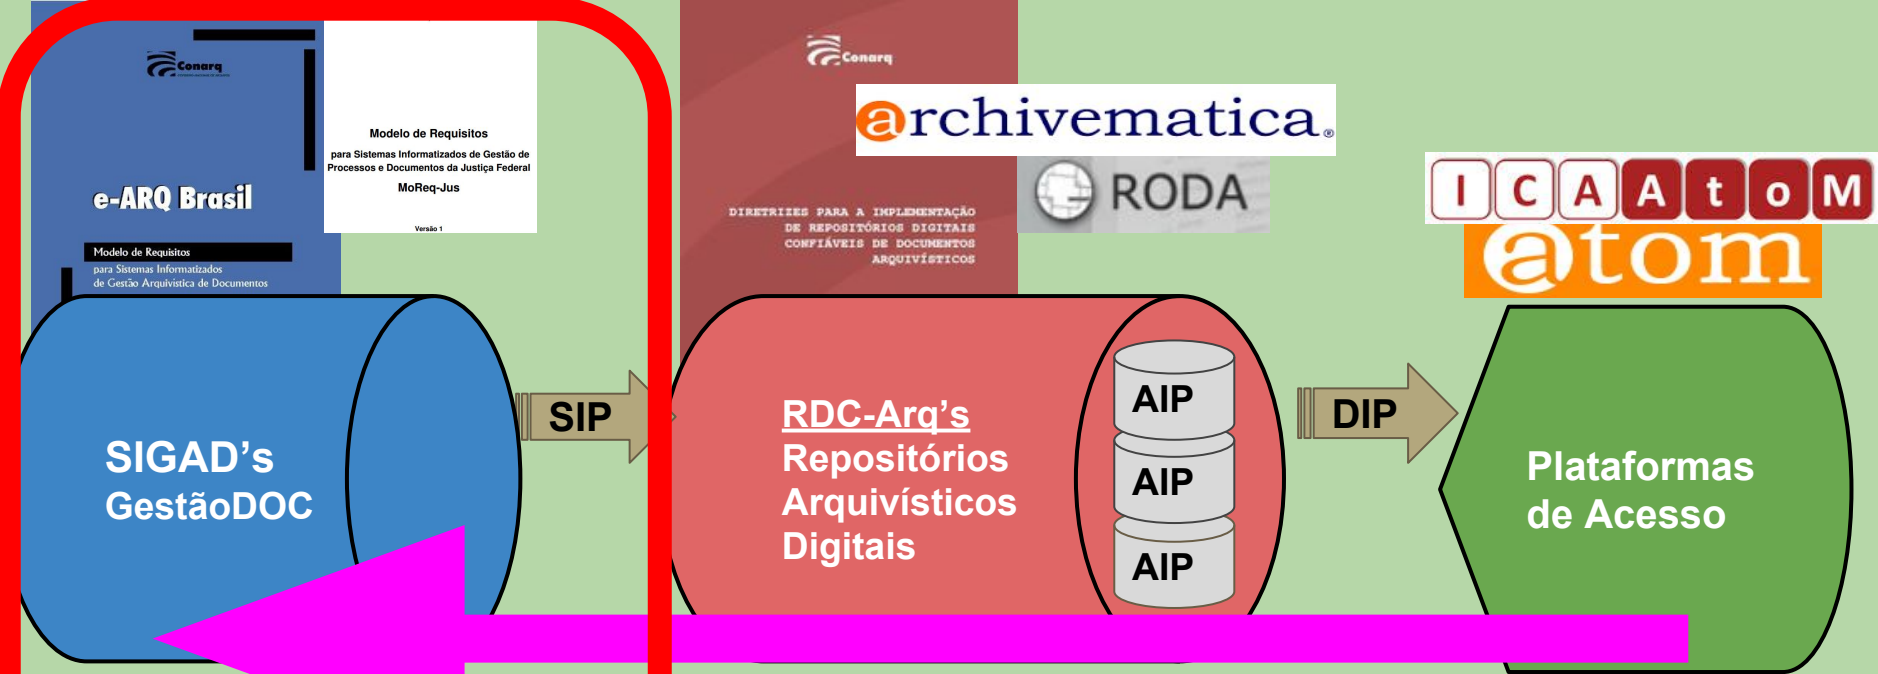 Conarq
e-ARQ Brasil
Modelo de Requisitos
para Sistemas Informatizados
de Gestão Arquivística de Documentos
Modelo de Requisitos
para Sistemas Informatizados de Gestão de
Processos e Documentos da Justiça Federal
MoReq-Jus
Versão 1
Conarq
DIRETRIZES PARA A IMPLEMENTAÇÃO
DE REPOSITÓRIOS DIGITAIS
CONFIÁVEIS DE DOCUMENTOS
ARQUIVÍSTICOS
archivematica®
RODA
ICAAtoM
atom
SIGAD's
GestãoDOC
SIP
RDC-Arq's
Repositórios
Arquivísticos
Digitais
AIP
AIP
AIP
DIP
Plataformas
de Acesso